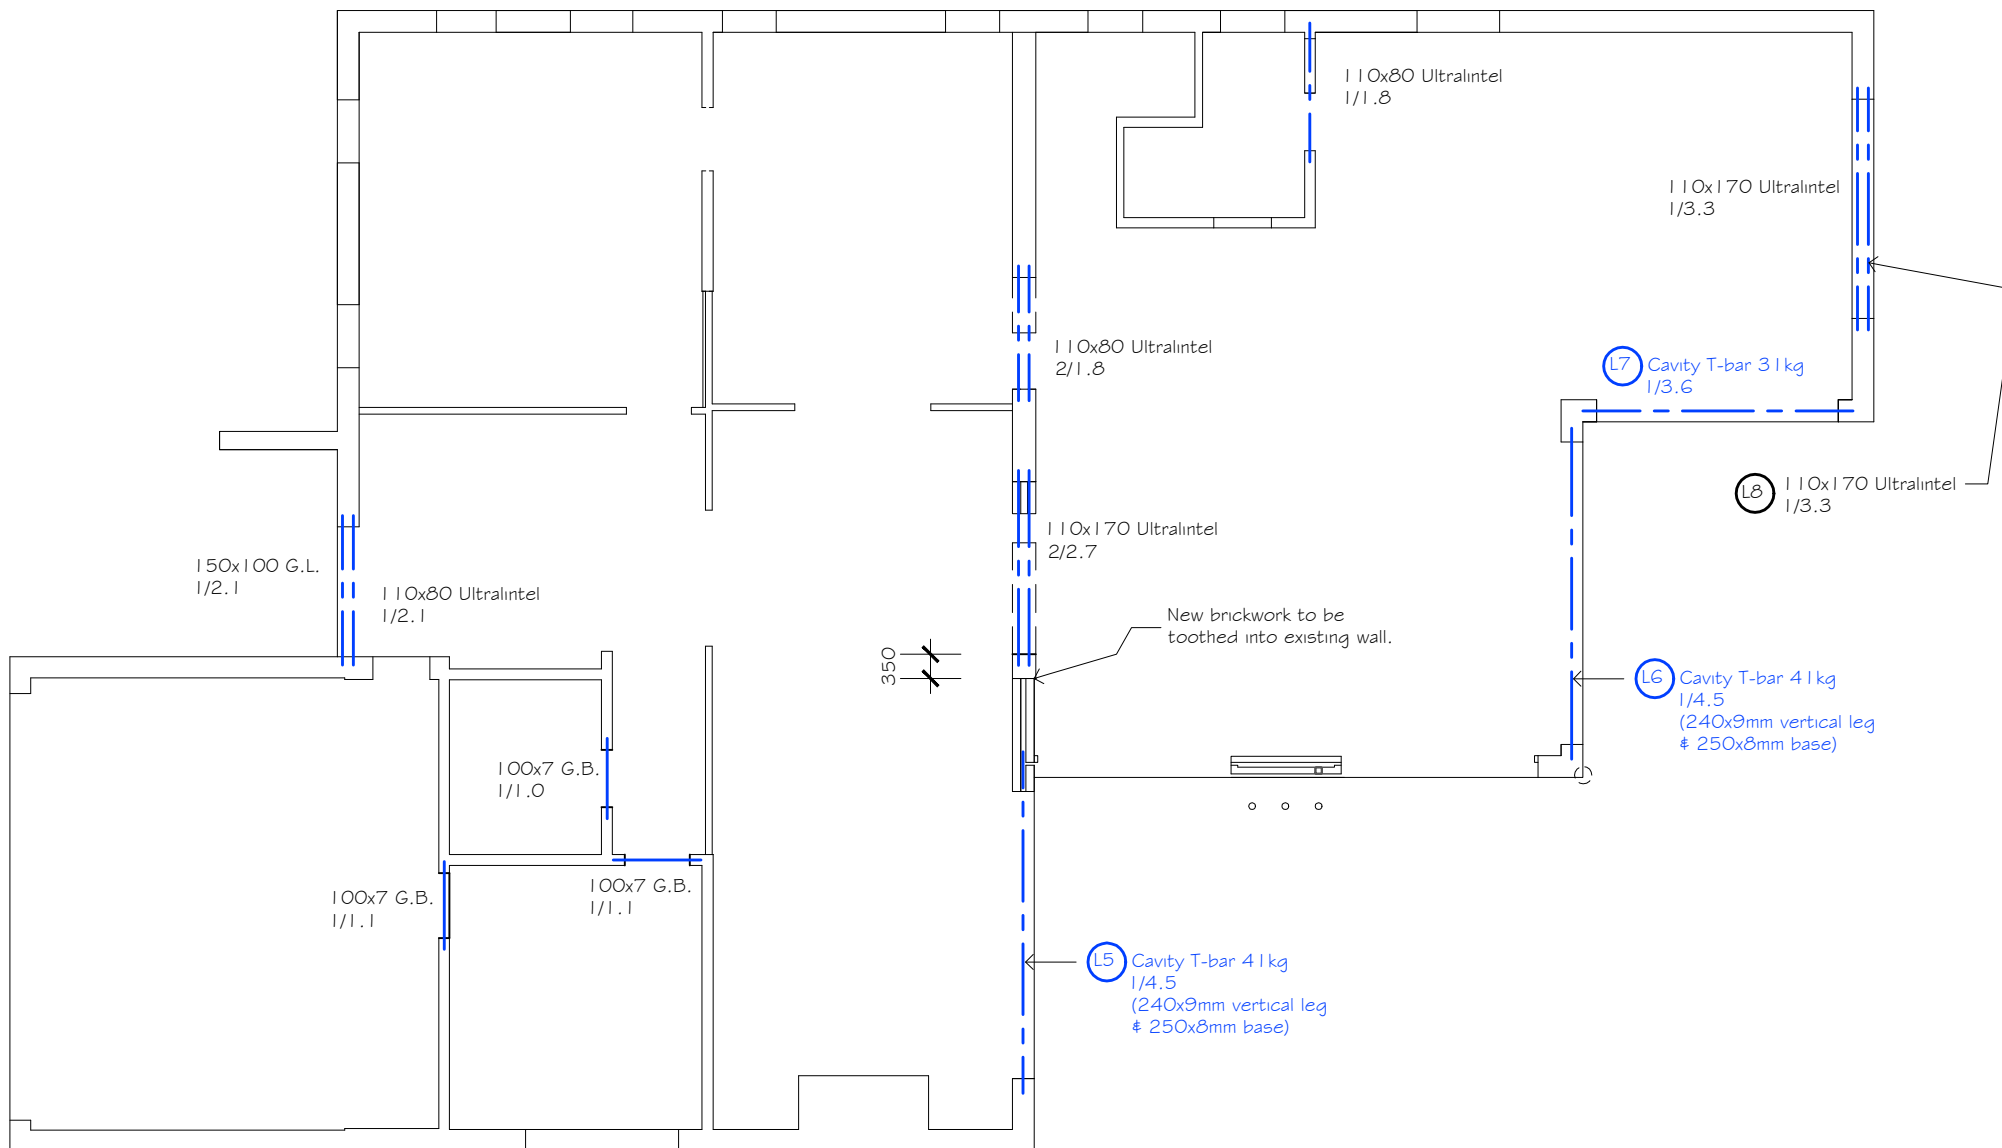 110x80 Ultralintel
1/1.8
110x170 Ultralintel
1/3.3
110x80 Ultralintel
2/1.8
L7 Cavity T-bar 31kg
1/3.6
L8 110x170 Ultralintel
1/3.3
110x170 Ultralintel
2/2.7
150x100 G.L.
1/2.1
110x80 Ultralintel
1/2.1
New brickwork to be
toothed into existing wall.
350
L6 Cavity T-bar 41kg
1/4.5
(240x9mm vertical leg
& 250x8mm base)
100x7 G.B.
1/1.0
100x7 G.B.
1/1.1
100x7 G.B.
1/1.1
L5 Cavity T-bar 41kg
1/4.5
(240x9mm vertical leg
& 250x8mm base)